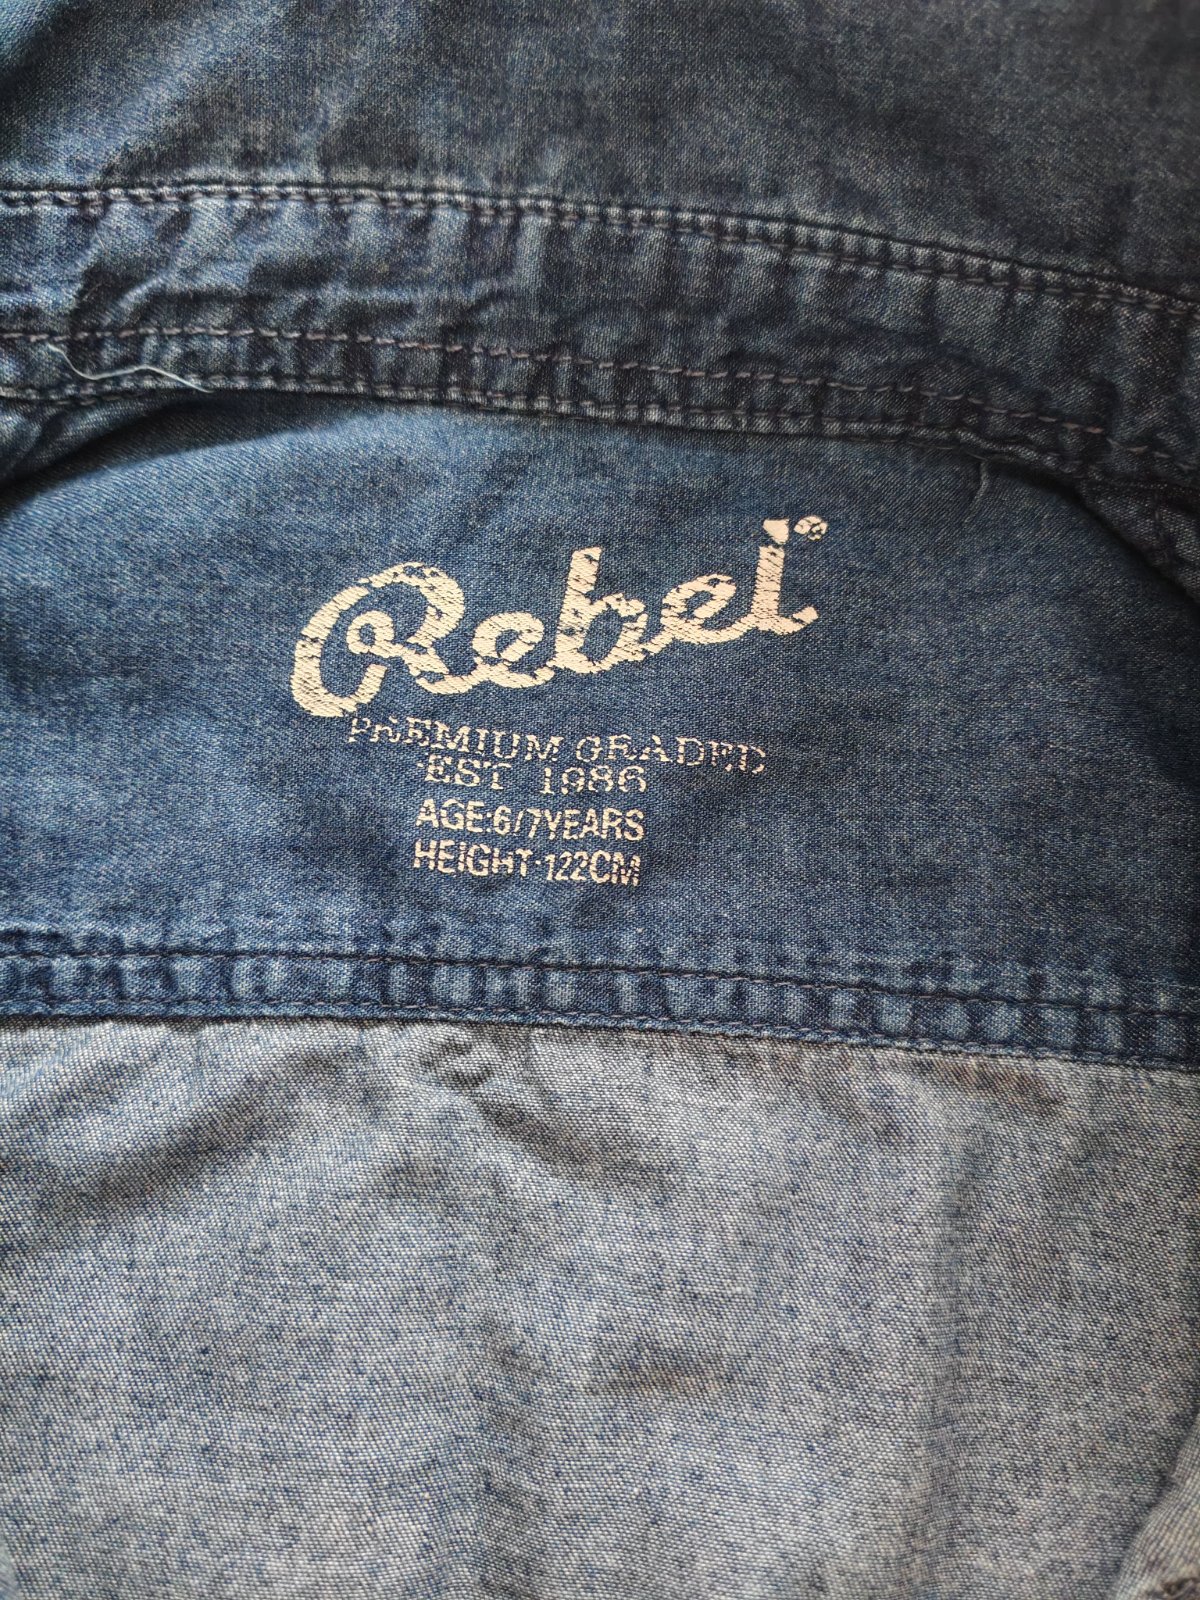 Rebel®
PREMIUM GRADED
EST 1986
AGE:6/7YEARS
HEIGHT:122CM